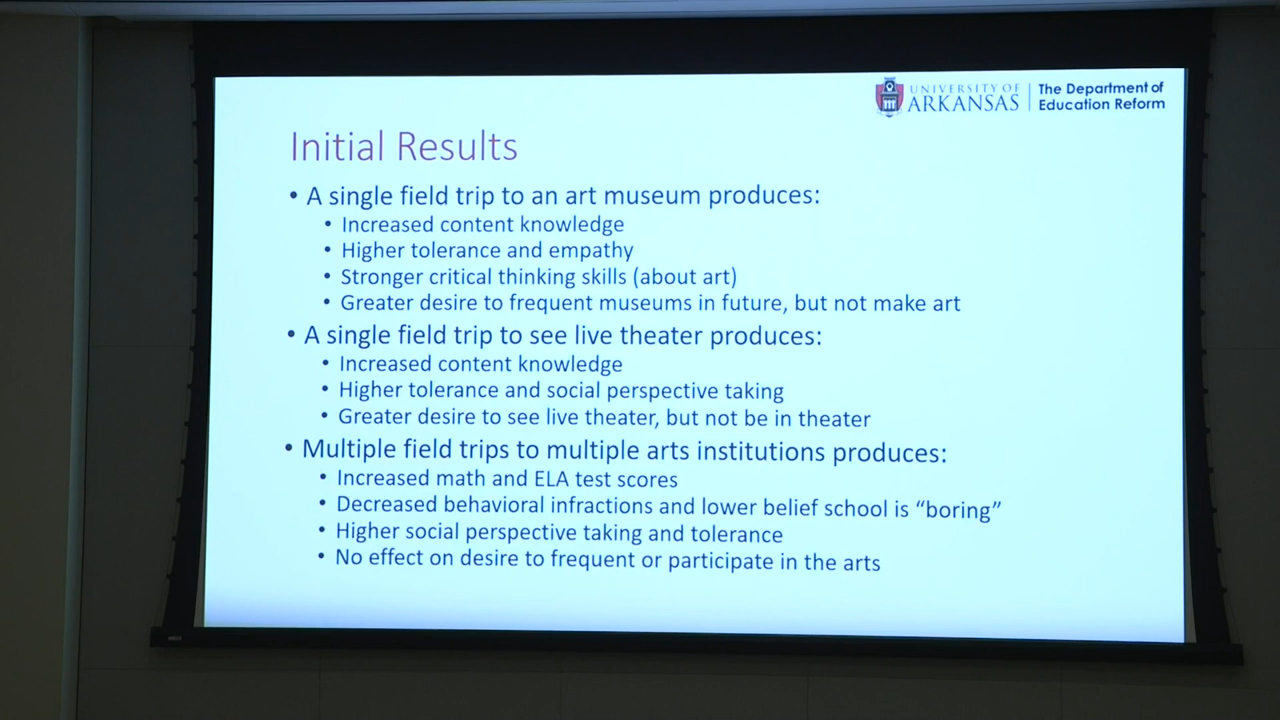 UNIVERSITY OF
ARKANSAS
The Department of
Education Reform
Initial Results
• A single field trip to an art museum produces:
• Increased content knowledge
• Higher tolerance and empathy
• Stronger critical thinking skills (about art)
• Greater desire to frequent museums in future, but not make art
• A single field trip to see live theater produces:
• Increased content knowledge
• Higher tolerance and social perspective taking
• Greater desire to see live theater, but not be in theater
• Multiple field trips to multiple arts institutions produces:
• Increased math and ELA test scores
• Decreased behavioral infractions and lower belief school is “boring”
• Higher social perspective taking and tolerance
• No effect on desire to frequent or participate in the arts